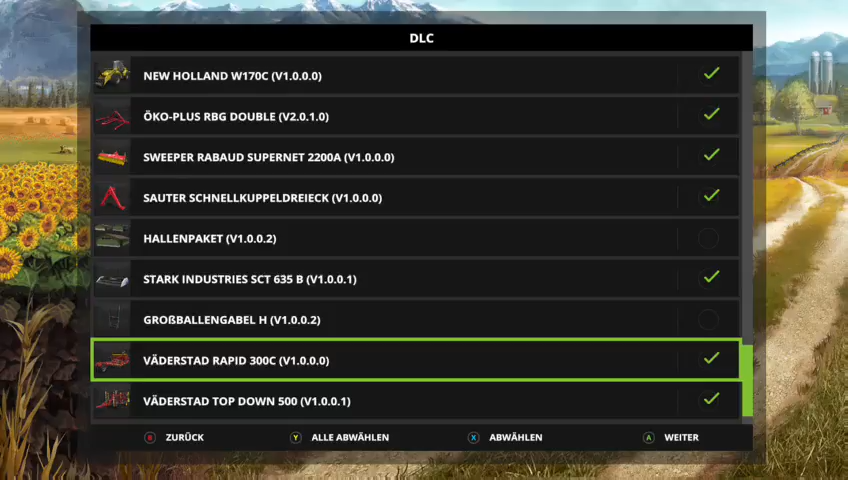 DLC
NEW HOLLAND W170C (V1.0.0.0)
ÖKO-PLUS RBG DOUBLE (V2.0.1.0)
SWEEPER RABAUD SUPERNET 2200A (V1.0.0.0)
SAUTER SCHNELLKUPPELDREIECK (V1.0.0.0)
HALLENPAKET (V1.0.0.2)
STARK INDUSTRIES SCT 635 B (V1.0.0.1)
GROßBALLENGABEL H (V1.0.0.2)
VÄDERSTAD RAPID 300C (V1.0.0.0)
VÄDERSTAD TOP DOWN 500 (V1.0.0.1)
B ZURÜCK Y ALLE ABWÄHLEN X ABWÄHLEN A WEITER